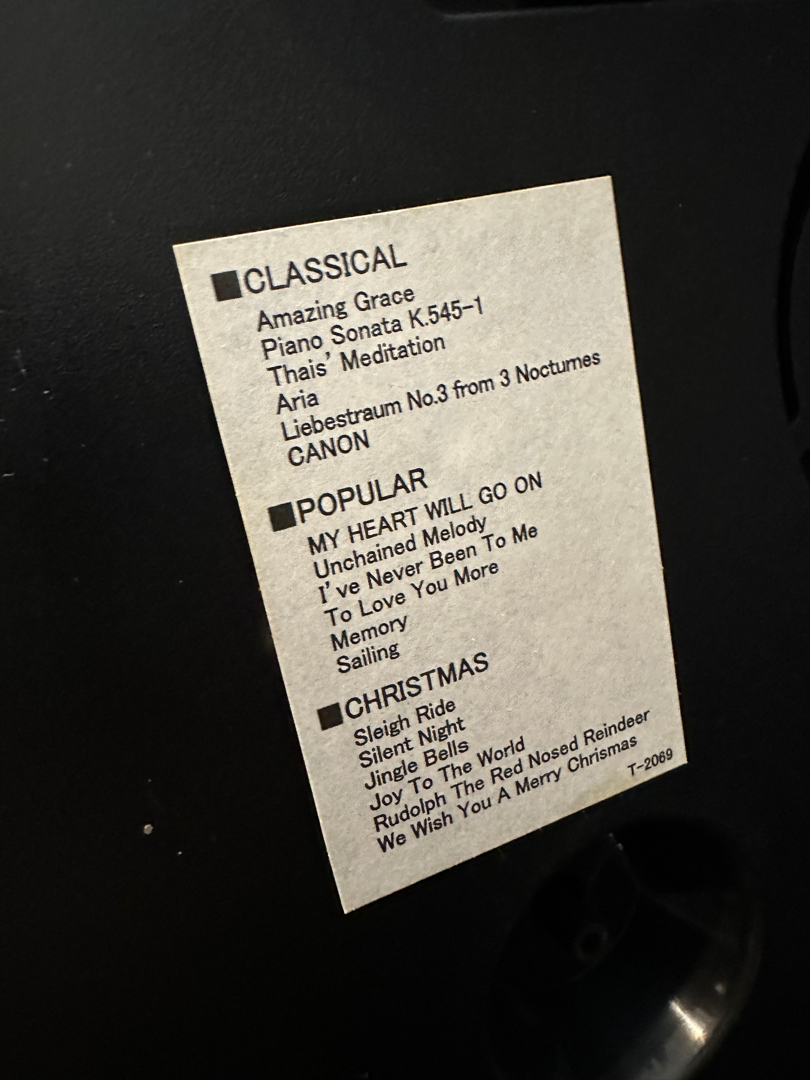 ■CLASSICAL
Amazing Grace
Piano Sonata K.545-1
Thais' Meditation
Aria
Liebestraum No.3 from 3 Nocturnes
CANON
■POPULAR
MY HEART WILL GO ON
Unchained Melody
I've Never Been To Me
To Love You More
Memory
Sailing
■CHRISTMAS
Sleigh Ride
Silent Night
Jingle Bells
Joy To The World
Rudolph The Red Nosed Reindeer
We Wish You A Merry Chrismas
T-2069